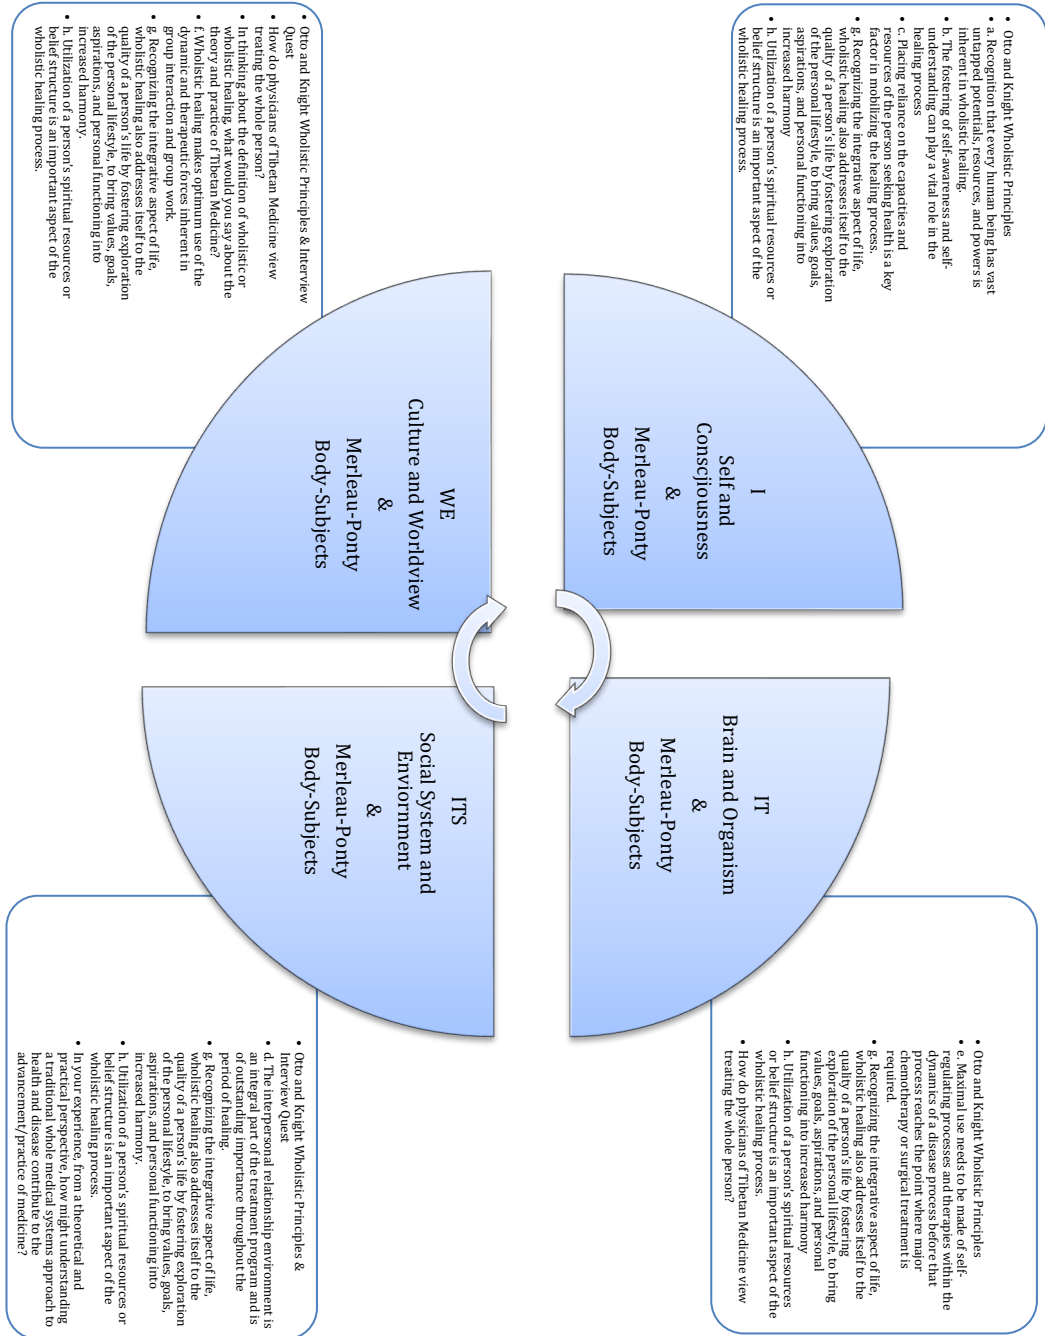 • Otto and Knight Wholistic Principles
• a. Recognition that every human being has vast
untapped potentials, resources, and powers is
inherent in wholistic healing.
• b. The fostering of self-awareness and self-
understanding can play a vital role in the
healing process
• c. Placing reliance on the capacities and
resources of the person seeking health is a key
factor in mobilizing the healing process.
• g. Recognizing the integrative aspect of life,
wholistic healing also addresses itself to the
quality of a person's life by fostering exploration
of the personal lifestyle, to bring values, goals,
aspirations, and personal functioning into
increased harmony
• h. Utilization of a person's spiritual resources or
belief structure is an important aspect of the
wholistic healing process.
• Otto and Knight Wholistic Principles
• e. Maximal use needs to be made of self-
regulating processes and therapies within the
dynamics of a disease process before that
process reaches the point where major
chemotherapy or surgical treatment is
required.
• g. Recognizing the integrative aspect of life,
wholistic healing also addresses itself to the
quality of a person's life by fostering
exploration of the personal lifestyle, to bring
values, goals, aspirations, and personal
functioning into increased harmony
• h. Utilization of a person's spiritual resources
or belief structure is an important aspect of the
wholistic healing process.
• How do physicians of Tibetan Medicine view
treating the whole person?
I
Self and
Conscjiousness
&
Merleau-Ponty
Body-Subjects
IT
Brain and Organism
&
Merleau-Ponty
Body-Subjects
WE
Culture and Worldview
&
Merleau-Ponty
Body-Subjects
ITS
Social System and
Enviornment
&
Merleau-Ponty
Body-Subjects
• Otto and Knight Wholistic Principles & Interview
Quest
• How do physicians of Tibetan Medicine view
treating the whole person?
• In thinking about the definition of wholistic or
wholistic healing, what would you say about the
theory and practice of Tibetan Medicine?
• f. Wholistic healing makes optimum use of the
dynamic and therapeutic forces inherent in
group interaction and group work.
• g. Recognizing the integrative aspect of life,
wholistic healing also addresses itself to the
quality of a person's life by fostering exploration
of the personal lifestyle, to bring values, goals,
aspirations, and personal functioning into
increased harmony.
• h. Utilization of a person's spiritual resources or
belief structure is an important aspect of the
wholistic healing process.
• Otto and Knight Wholistic Principles &
Interview Quest
• d. The interpersonal relationship environment is
an integral part of the treatment program and is
of outstanding importance throughout the
period of healing.
• g. Recognizing the integrative aspect of life,
wholistic healing also addresses itself to the
quality of a person's life by fostering exploration
of the personal lifestyle, to bring values, goals,
aspirations, and personal functioning into
increased harmony.
• h. Utilization of a person's spiritual resources or
belief structure is an important aspect of the
wholistic healing process.
• In your experience, from a theoretical and
practical perspective, how might understanding
a traditional whole medical systems approach to
health and disease contribute to the
advancement/practice of medicine?